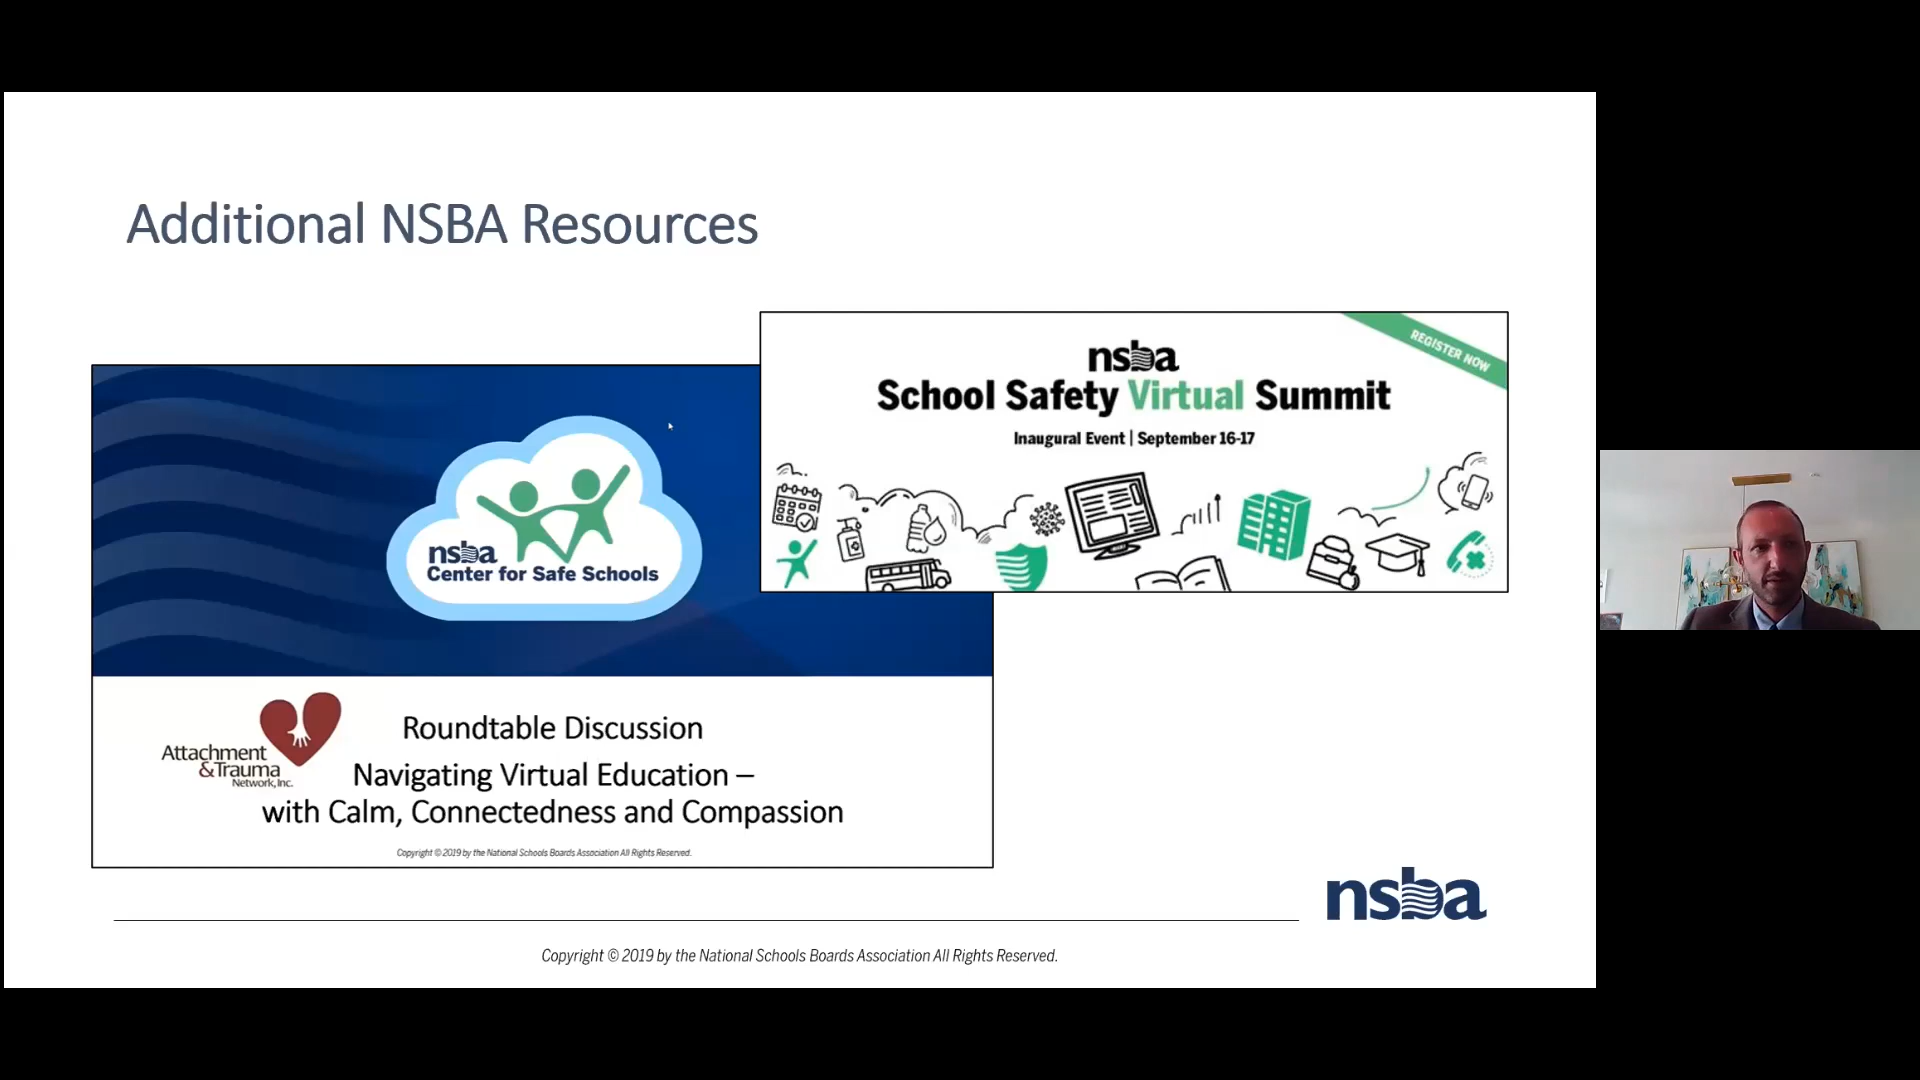 Additional NSBA Resources
nsba
Center for Safe Schools
Attachment
&Trauma
Network, Inc.
Roundtable Discussion
Navigating Virtual Education –
with Calm, Connectedness and Compassion
Copyright © 2019 by the National Schools Boards Association All Rights Reserved.
REGISTER NOW
nsba
School Safety Virtual Summit
Inaugural Event | September 16-17
nsba
Copyright © 2019 by the National Schools Boards Association All Rights Reserved.